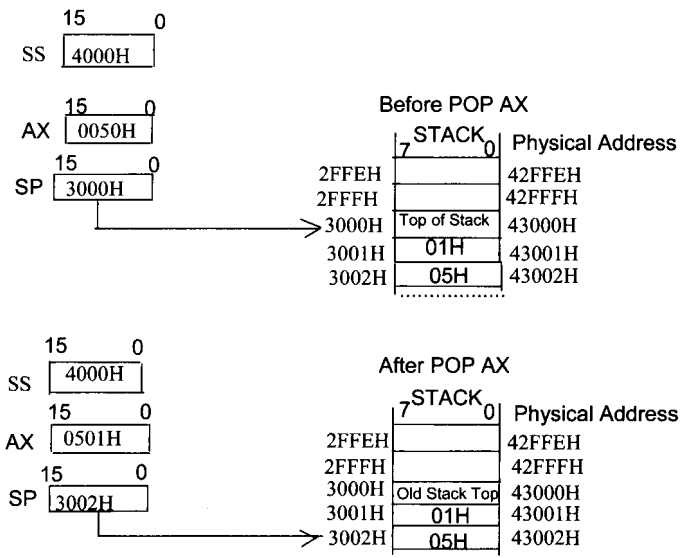 15 0
SS 4000H
15 0
AX 0050H
15 0
SP 3000H
Before POP AX
STACK
7 0
Physical Address
2FFEH 42FFEH
2FFFH 42FFFH
3000H Top of Stack 43000H
3001H 01H 43001H
3002H 05H 43002H
15 0
SS 4000H
15 0
AX 0501H
15 0
SP 3002H
After POP AX
STACK
7 0
Physical Address
2FFEH 42FFEH
2FFFH 42FFFH
3000H Old Stack Top 43000H
3001H 01H 43001H
3002H 05H 43002H